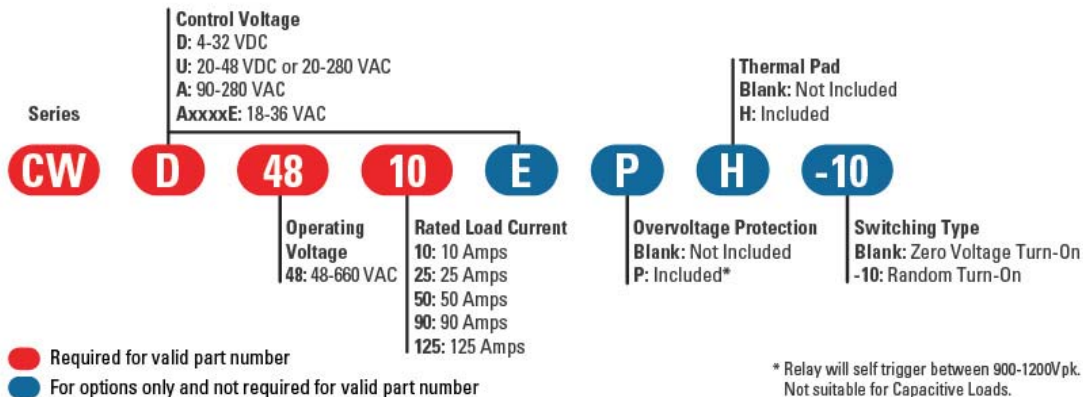 Control Voltage
D: 4-32 VDC
U: 20-48 VDC or 20-280 VAC
A: 90-280 VAC
AxxxxE: 18-36 VAC
Thermal Pad
Blank: Not Included
H: Included
Series
CW D 48 10 E P H -10
Operating
Voltage
48: 48-660 VAC
Rated Load Current
10: 10 Amps
25: 25 Amps
50: 50 Amps
90: 90 Amps
125: 125 Amps
Overvoltage Protection
Blank: Not Included
P: Included*
Switching Type
Blank: Zero Voltage Turn-On
-10: Random Turn-On
Required for valid part number
For options only and not required for valid part number
* Relay will self trigger between 900-1200Vpk.
Not suitable for Capacitive Loads.